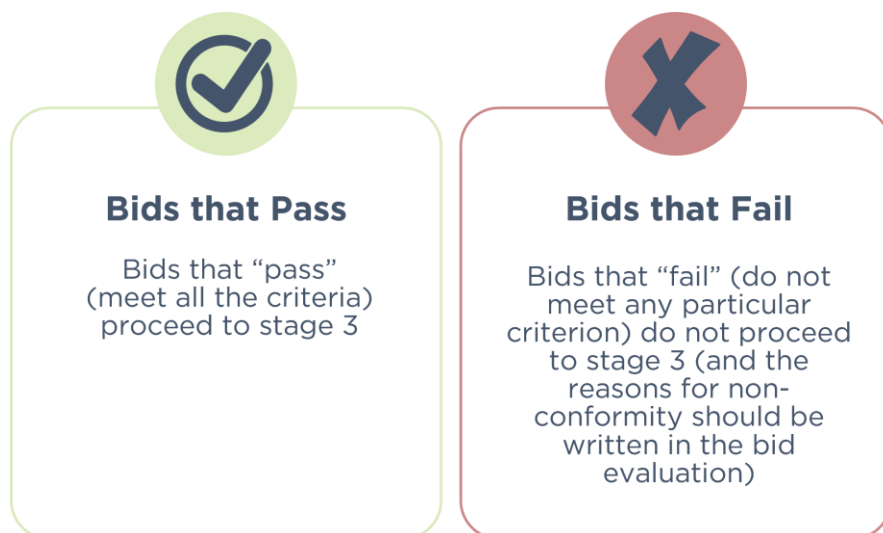 Bids that Pass
Bids that “pass”
(meet all the criteria)
proceed to stage 3
Bids that Fail
Bids that “fail” (do not
meet any particular
criterion) do not proceed
to stage 3 (and the
reasons for non-
conformity should be
written in the bid
evaluation)